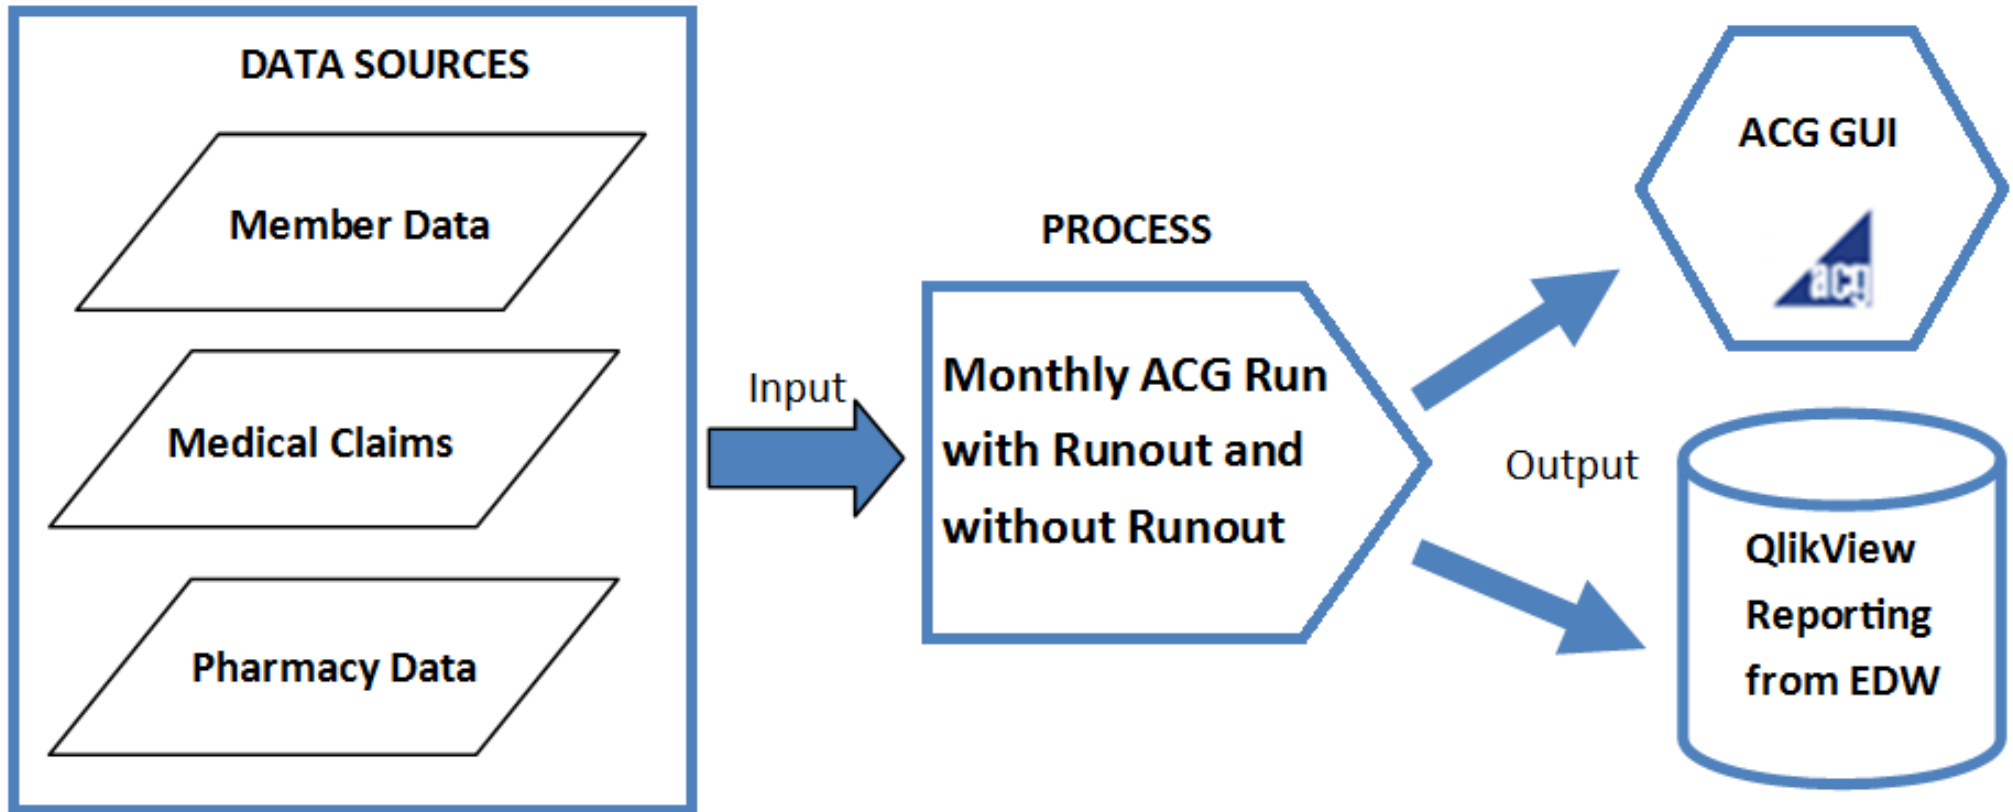 DATA SOURCES
Member Data
Medical Claims
Pharmacy Data
Input
PROCESS
Monthly ACG Run
with Runout and
without Runout
Output
ACG GUI
acg
QlikView
Reporting
from EDW